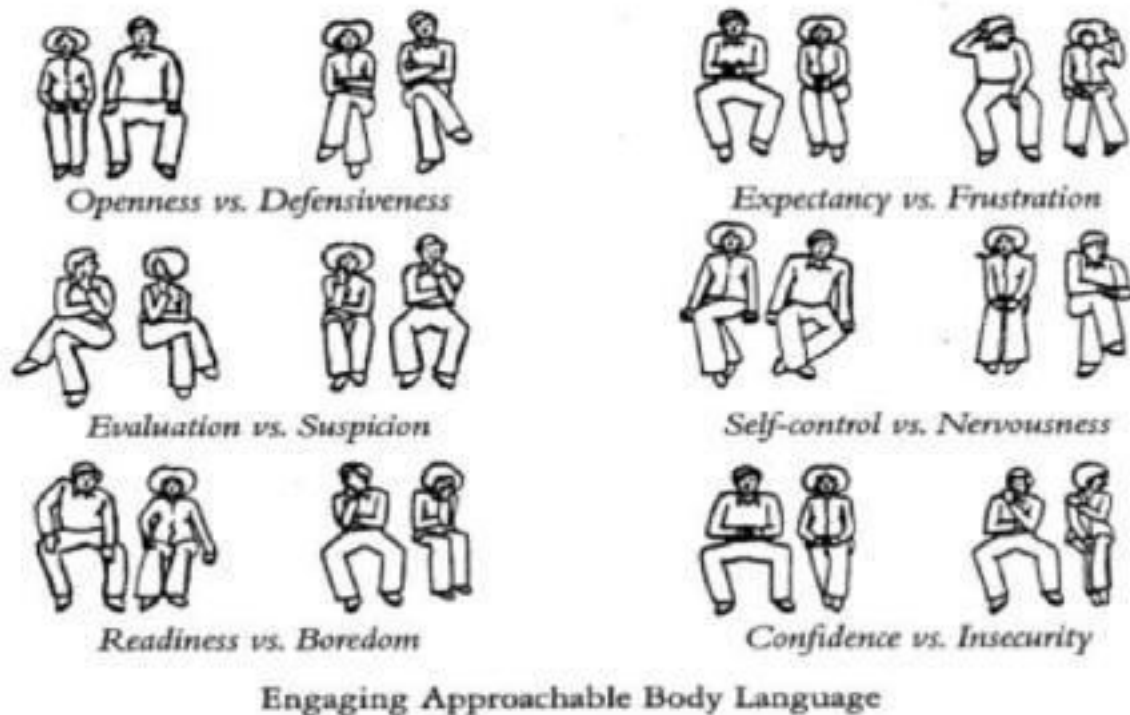 Openness vs. Defensiveness
Expectancy vs. Frustration
Evaluation vs. Suspicion
Self-control vs. Nervousness
Readiness vs. Boredom
Confidence vs. Insecurity
Engaging Approachable Body Language